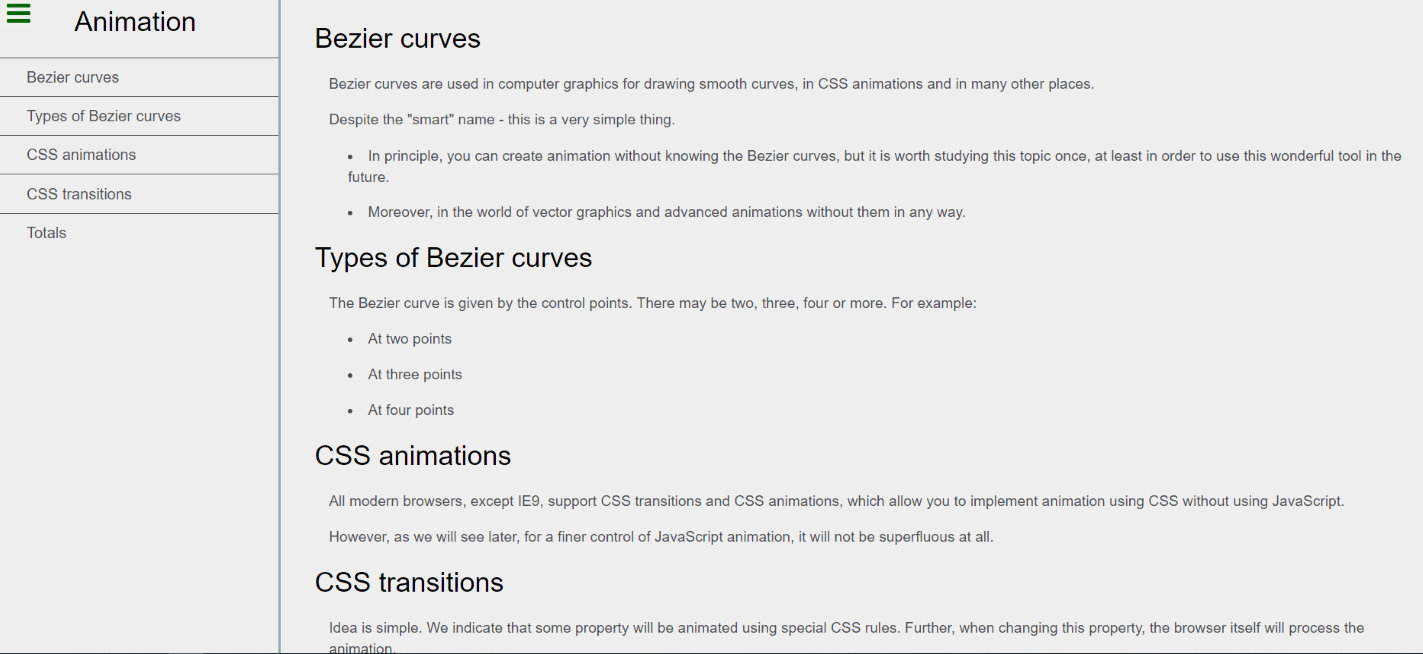 Animation
Bezier curves
Types of Bezier curves
CSS animations
CSS transitions
Totals
Bezier curves
Bezier curves are used in computer graphics for drawing smooth curves, in CSS animations and in many other places.
Despite the "smart" name - this is a very simple thing.
• In principle, you can create animation without knowing the Bezier curves, but it is worth studying this topic once, at least in order to use this wonderful tool in the
future.
• Moreover, in the world of vector graphics and advanced animations without them in any way.
Types of Bezier curves
The Bezier curve is given by the control points. There may be two, three, four or more. For example:
• At two points
• At three points
• At four points
CSS animations
All modern browsers, except IE9, support CSS transitions and CSS animations, which allow you to implement animation using CSS without using JavaScript.
However, as we will see later, for a finer control of JavaScript animation, it will not be superfluous at all.
CSS transitions
Idea is simple. We indicate that some property will be animated using special CSS rules. Further, when changing this property, the browser itself will process the
animation.